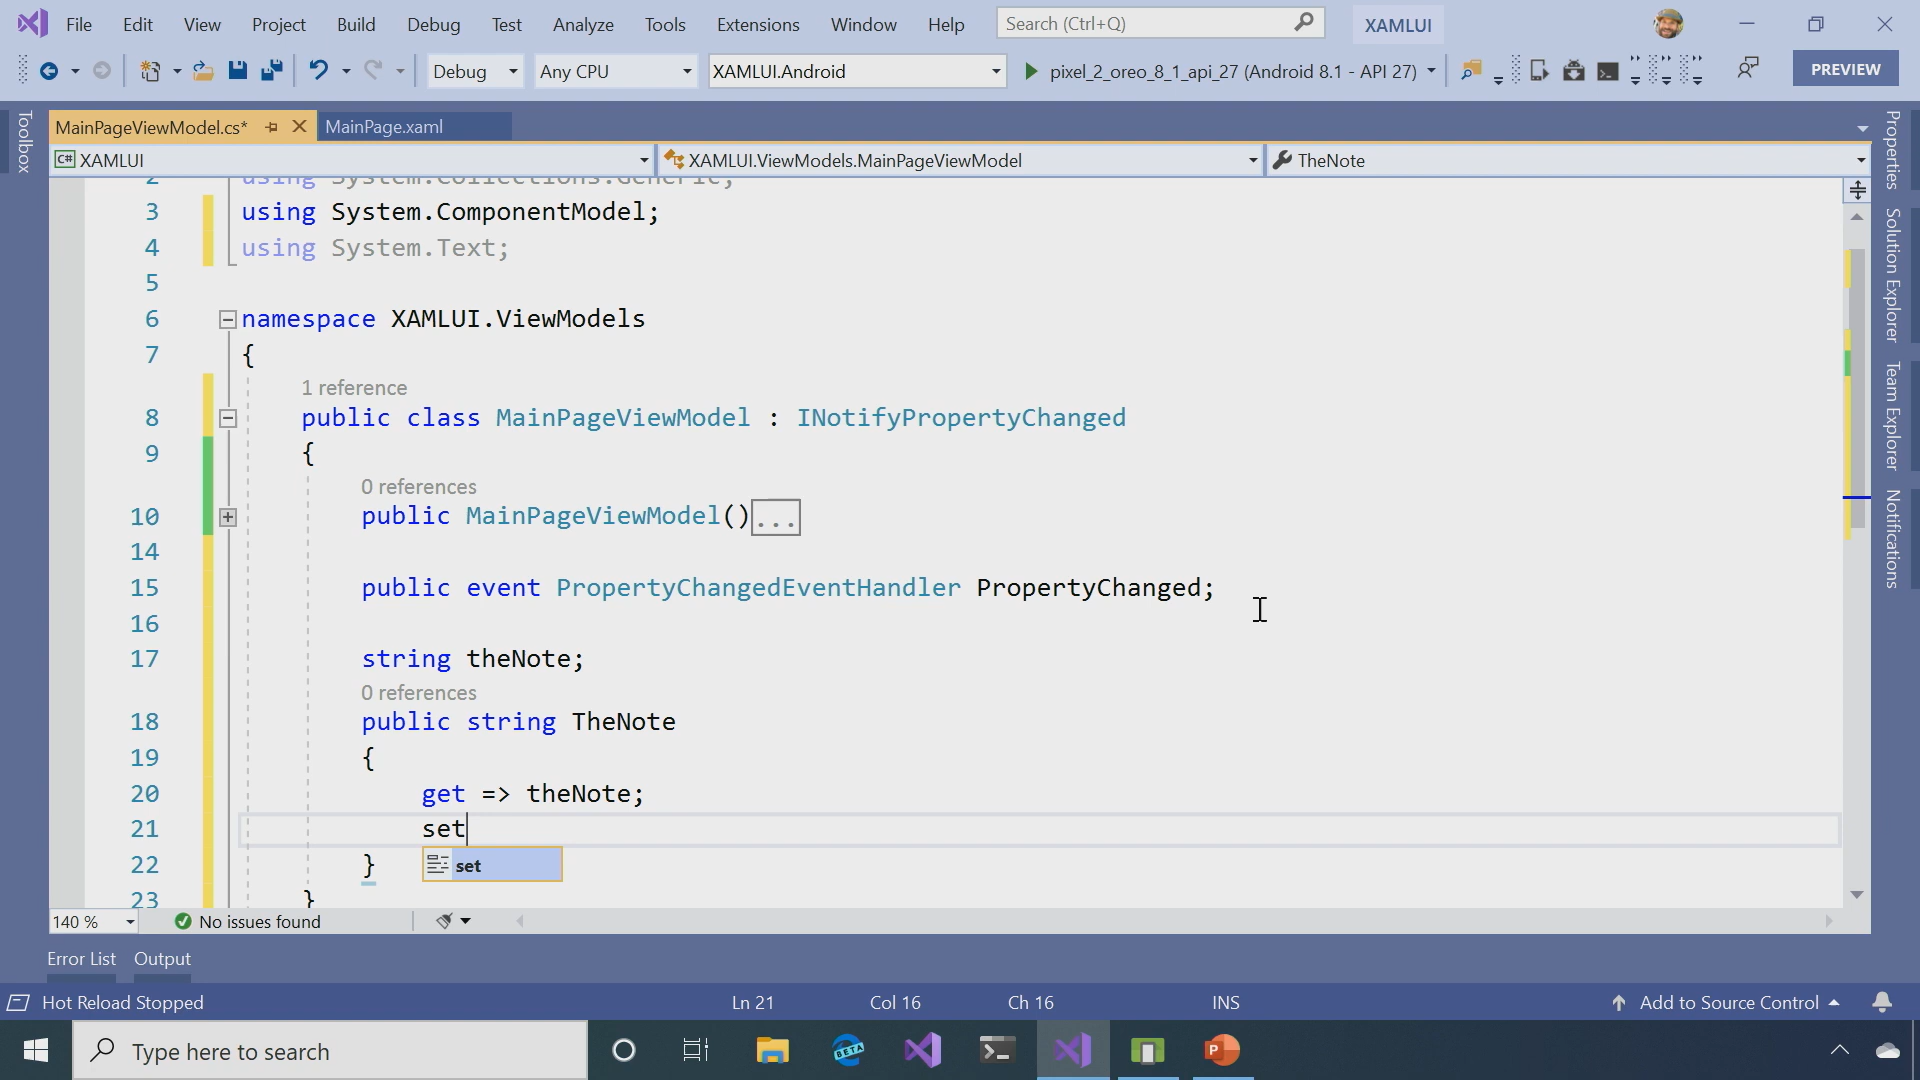 File Edit View Project Build Debug Test Analyze Tools Extensions Window Help Search (Ctrl+Q) XAMLUI
Debug Any CPU XAMLUI.Android pixel_2_oreo_8_1_api_27 (Android 8.1 - API 27) PREVIEW
Toolbox
MainPageViewModel.cs* MainPage.xaml
C# XAMLUI XAMLUI.ViewModels.MainPageViewModel TheNote
2 using System.Collections.Generic;
3 using System.ComponentModel;
4 using System.Text;
5
6 namespace XAMLUI.ViewModels
7 {
1 reference
8 public class MainPageViewModel : INotifyPropertyChanged
9 {
0 references
10 public MainPageViewModel()...
14
15 public event PropertyChangedEventHandler PropertyChanged;
16
17 string theNote;
0 references
18 public string TheNote
19 {
20 get => theNote;
21 set
22 }
set
23 }
Properties
Solution Explorer
Team Explorer
Notifications
140 % No issues found
Error List Output
Hot Reload Stopped Ln 21 Col 16 Ch 16 INS Add to Source Control
Type here to search
BETA
P